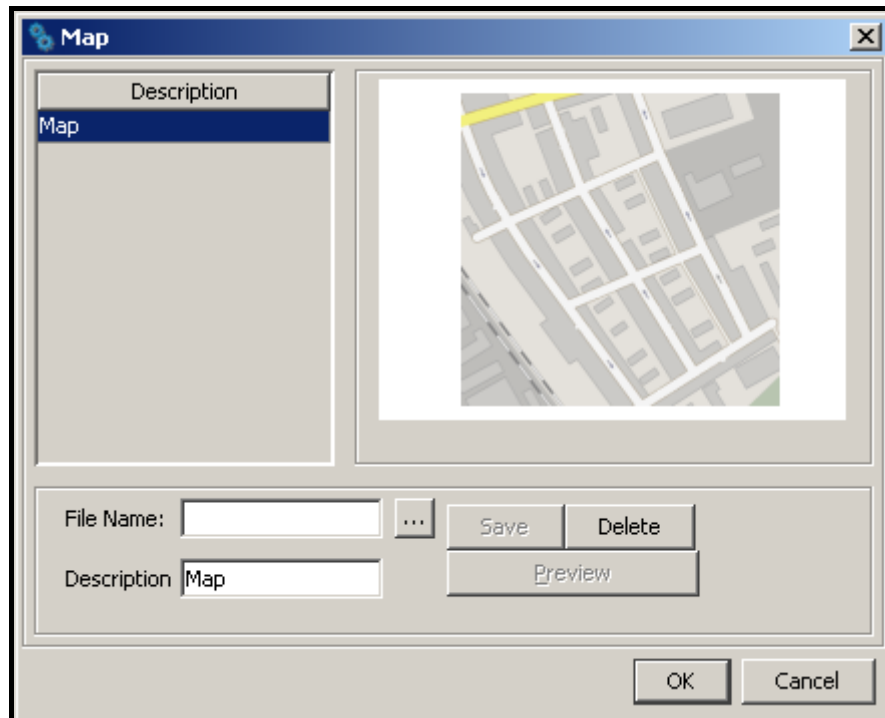 Map
Description
Map
File Name:
...
Save
Delete
Description
Map
Preview
OK
Cancel